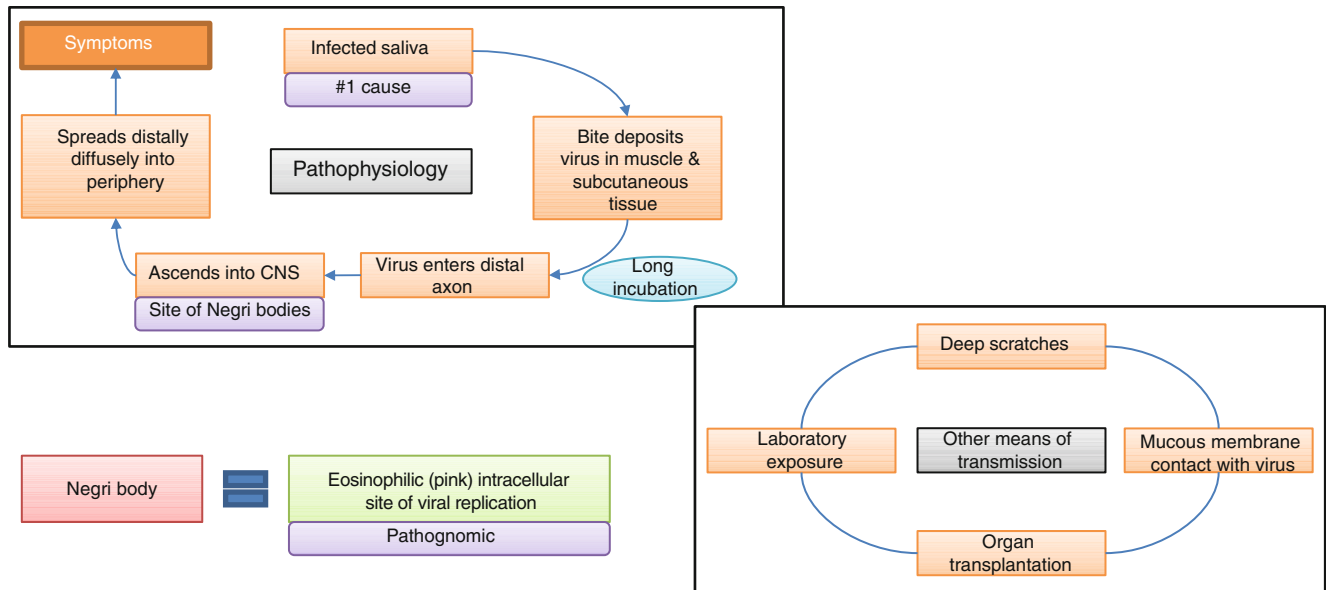 Symptoms
Infected saliva
#1 cause
Spreads distally
diffusely into
periphery
Pathophysiology
Bite deposits
virus in muscle &
subcutaneous
tissue
Ascends into CNS
Site of Negri bodies
Virus enters distal
axon
Long
incubation
Deep scratches
Laboratory
exposure
Other means of
transmission
Mucous membrane
contact with virus
Organ
transplantation
Negri body
Eosinophilic (pink) intracellular
site of viral replication
Pathognomic